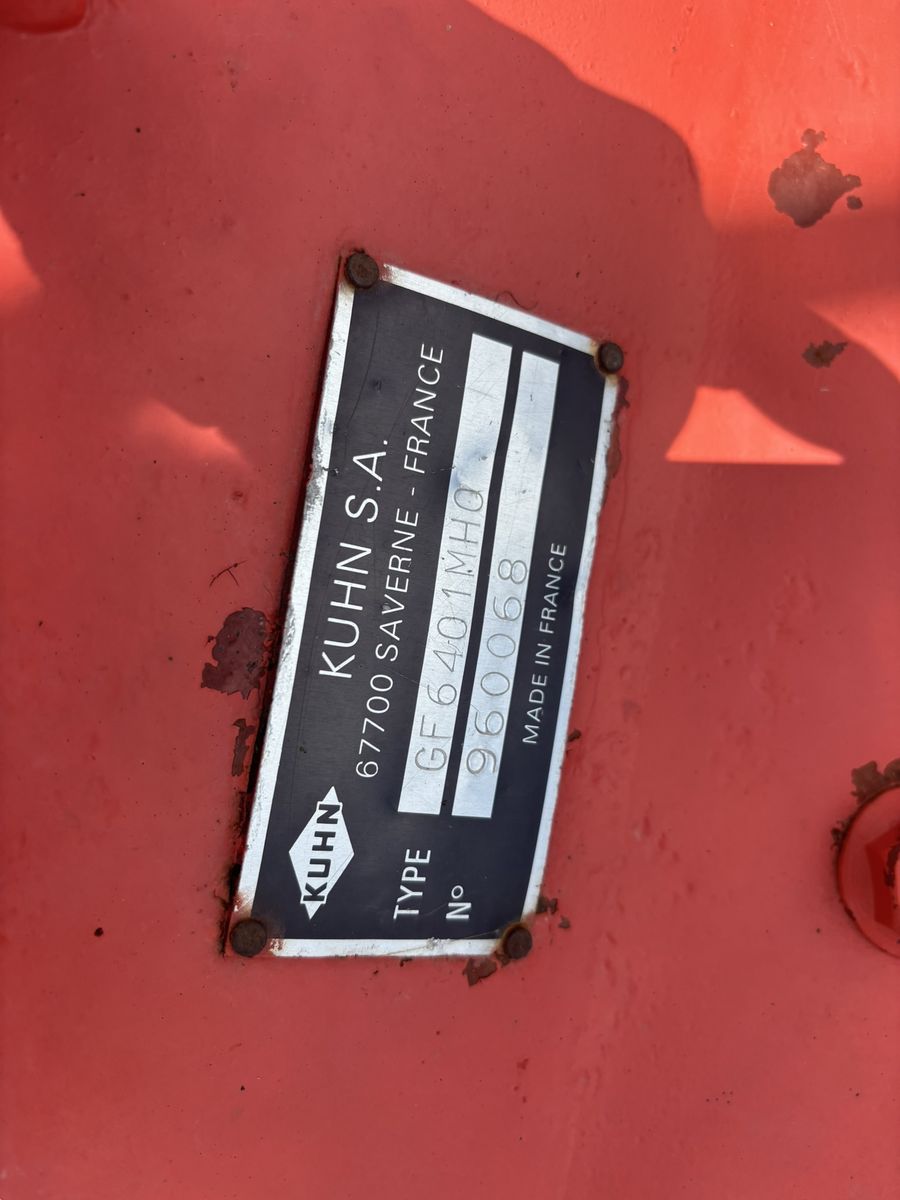 KUHN
KUHN S.A.
67700 SAVERNE - FRANCE
TYPE GF6401MHO
N° 960068
MADE IN FRANCE